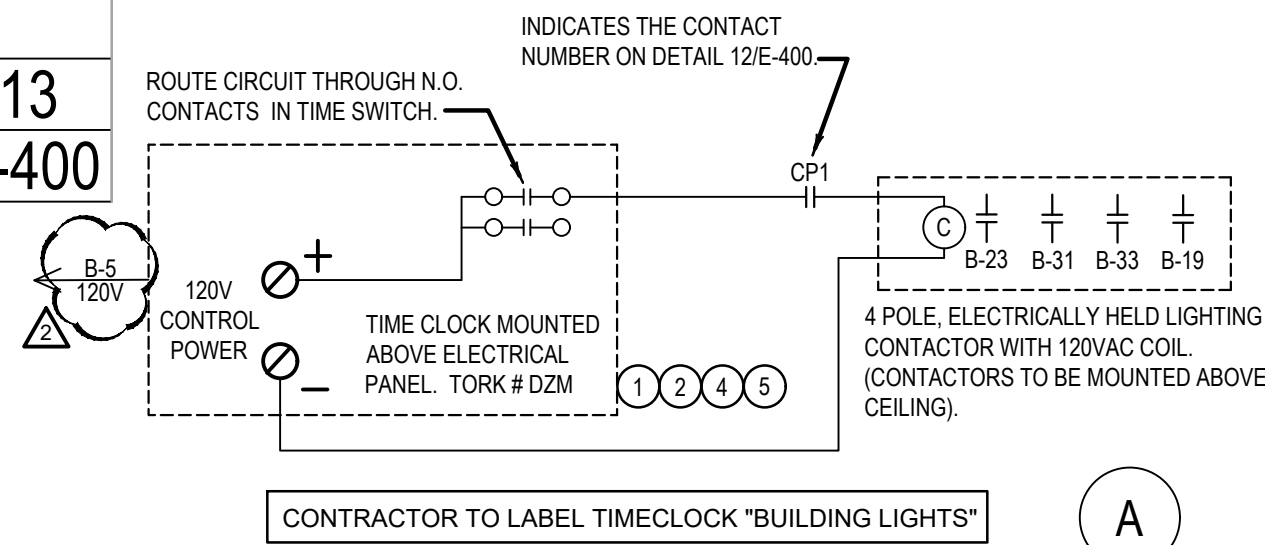 13
-400
INDICATES THE CONTACT
NUMBER ON DETAIL 12/E-400.
ROUTE CIRCUIT THROUGH N.O.
CONTACTS IN TIME SWITCH.
CP1
C
B-23 B-31 B-33 B-19
B-5
120V
2
120V
CONTROL
POWER
+
–
TIME CLOCK MOUNTED
ABOVE ELECTRICAL
PANEL. TORK # DZM
1 2 4 5
4 POLE, ELECTRICALLY HELD LIGHTING
CONTACTOR WITH 120VAC COIL.
(CONTACTORS TO BE MOUNTED ABOVE
CEILING).
CONTRACTOR TO LABEL TIMECLOCK "BUILDING LIGHTS"
A